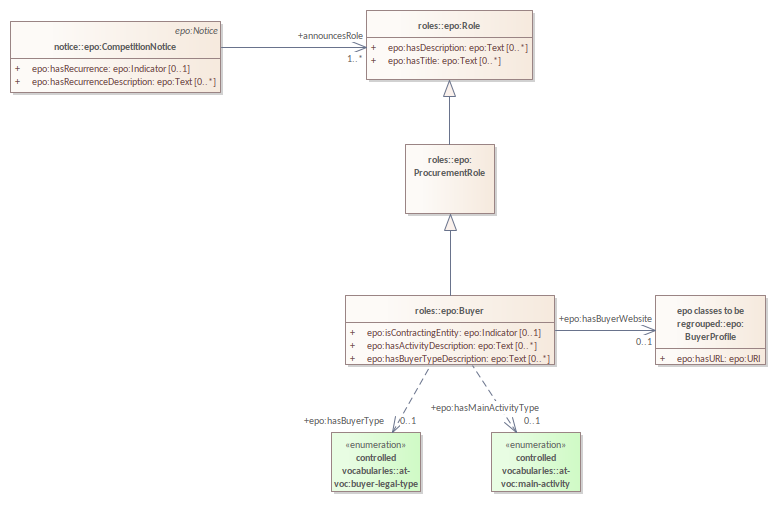 epo:Notice
notice::epo:CompetitionNotice
+ epo:hasRecurrence: epo:Indicator [0..1]
+ epo:hasRecurrenceDescription: epo:Text [0..*]
+announcesRole
1..*
roles::epo:Role
+ epo:hasDescription: epo:Text [0..*]
+ epo:hasTitle: epo:Text [0..*]
roles::epo:
ProcurementRole
roles::epo:Buyer
+ epo:isContractingEntity: epo:Indicator [0..1]
+ epo:hasActivityDescription: epo:Text [0..*]
+ epo:hasBuyerTypeDescription: epo:Text [0..*]
+epo:hasBuyerWebsite
0..1
epo classes to be
regrouped::epo:
BuyerProfile
+ epo:hasURL: epo:URI
+epo:hasBuyerType
0..1
+epo:hasMainActivityType
0..1
«enumeration»
controlled
vocabularies::at-
voc:buyer-legal-type
«enumeration»
controlled
vocabularies::at-
voc:main-activity